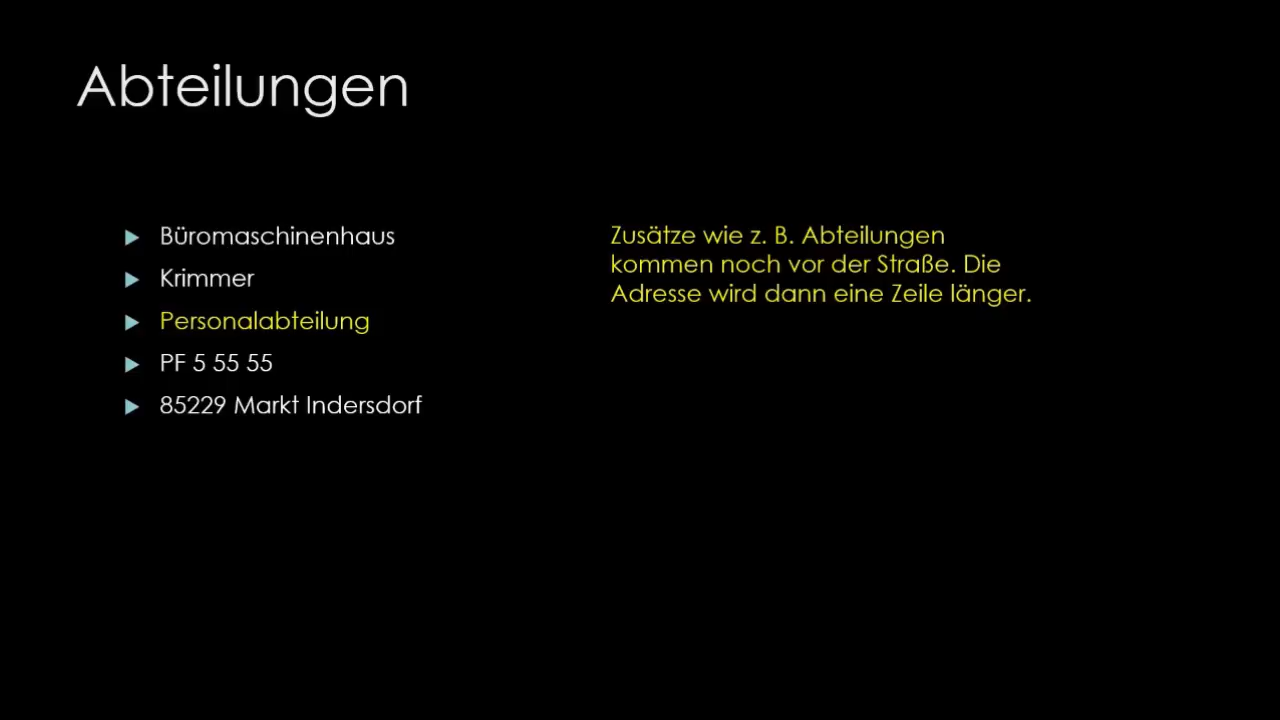 Abteilungen
Büromaschinenhaus
Krimmer
Personalabteilung
PF 5 55 55
85229 Markt Indersdorf
Zusätze wie z. B. Abteilungen
kommen noch vor der Straße. Die
Adresse wird dann eine Zeile länger.